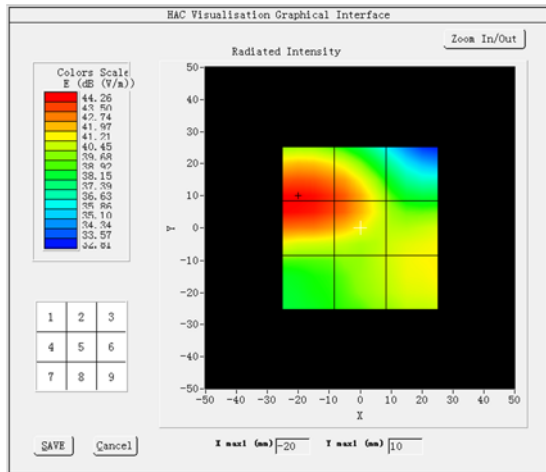 HAC Visualisation Graphical Interface
Zoom In/Out
Radiated Intensity
Colors Scale
E (dB (V/m))
44.26
43.50
42.74
41.97
41.21
40.45
39.68
38.92
38.15
37.39
36.63
35.86
35.10
34.34
33.57
32.81
50
40
30
20
10
0
-10
-20
-30
-40
-50
Y
-50 -40 -30 -20 -10 0 10 20 30 40 50
X
1 2 3
4 5 6
7 8 9
SAVE Cancel
X max1 (mm) -20 Y max1 (mm) 10